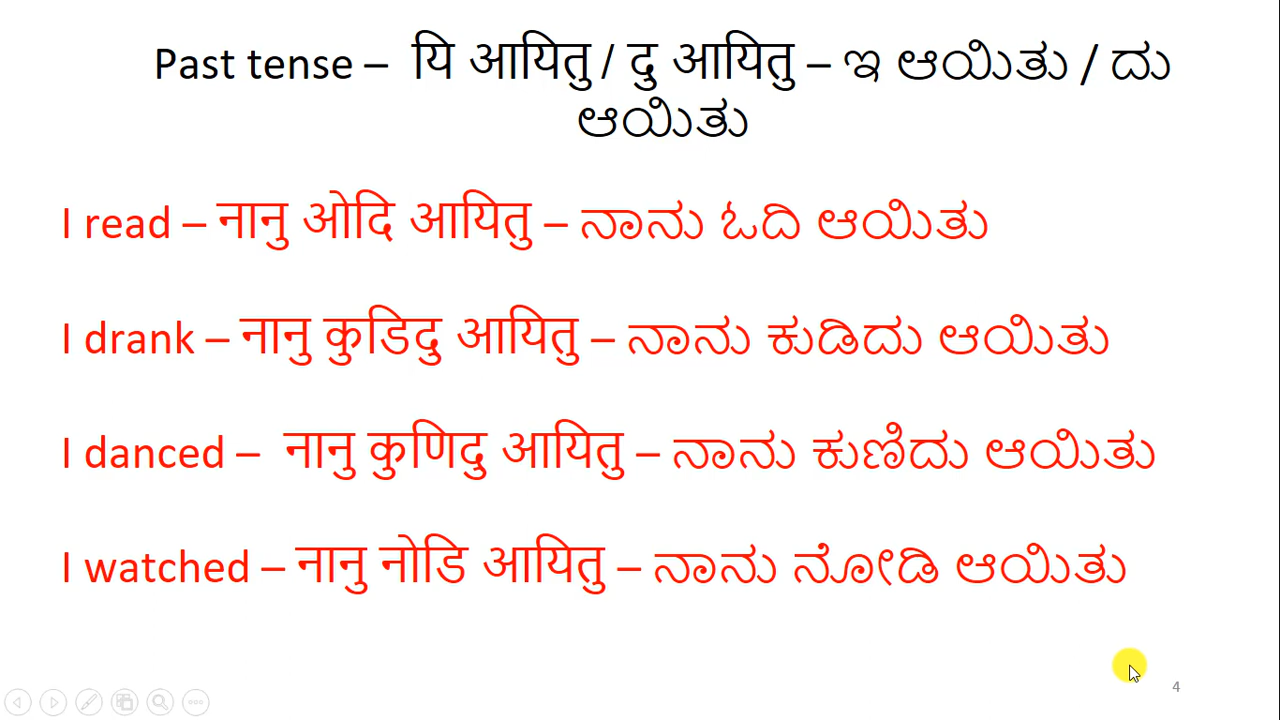 Past tense – यि आयितु / दु आयितु – ಇ ಆಯಿತು / ದು
ಆಯಿತು
I read – नानु ओदि आयितु – ನಾನು ಓದಿ ಆಯಿತು
I drank – नानु कुडिदु आयितु – ನಾನು ಕುಡಿದು ಆಯಿತು
I danced – नानु कुणिदु आयितु – ನಾನು ಕುಣಿದು ಆಯಿತು
I watched – नानु नोडि आयितु – ನಾನು ನೋಡಿ ಆಯಿತು
4